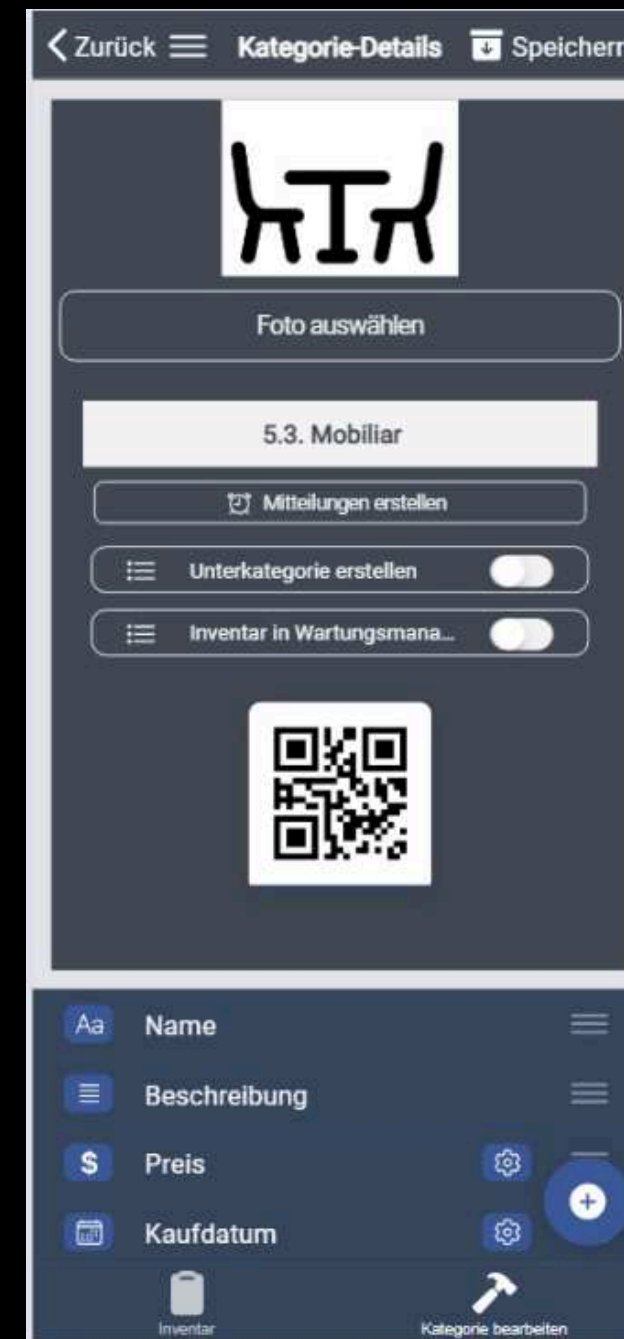 Zurück Kategorie-Details Speichern
Foto auswählen
5.3. Mobiliar
Mitteilungen erstellen
Unterkategorie erstellen
Inventar in Wartungsmana...
Aa Name
Beschreibung
$ Preis
Kaufdatum
Inventar Kategorie bearbeiten